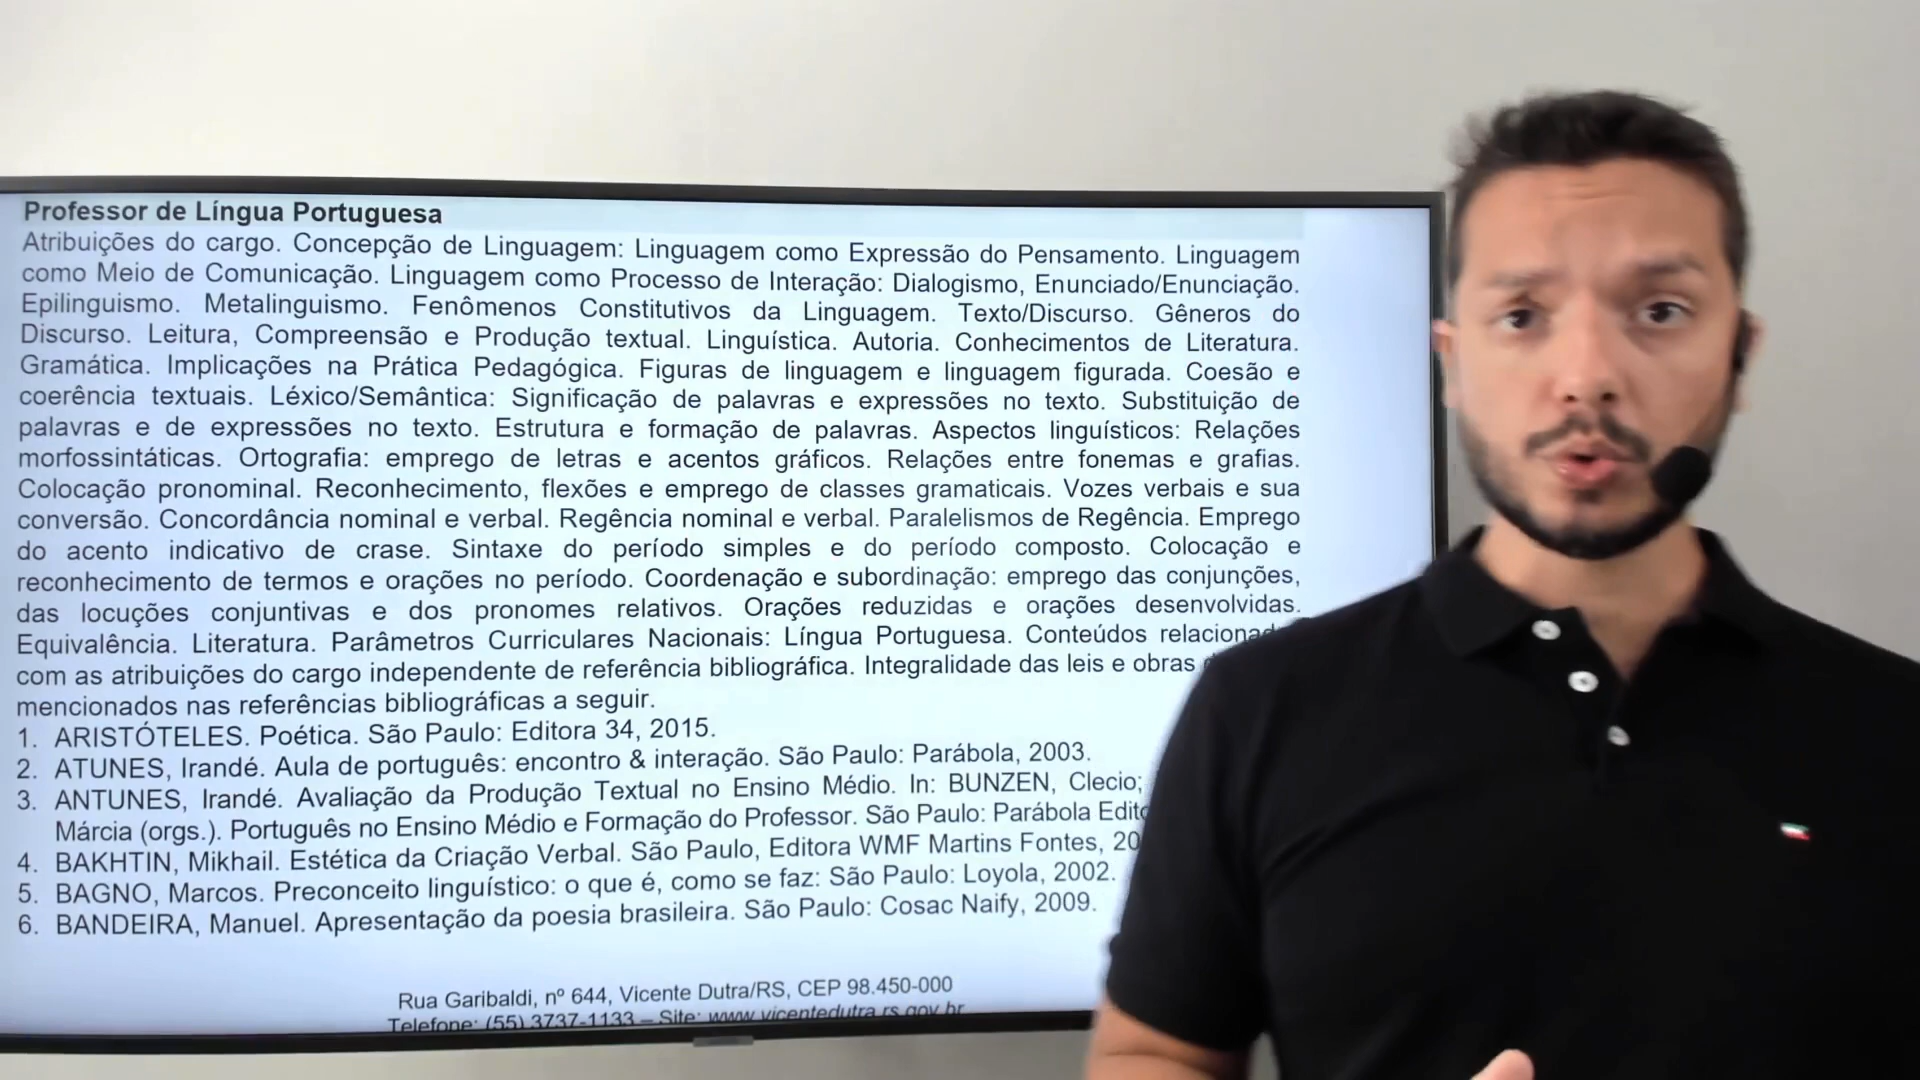 Professor de Língua Portuguesa
Atribuições do cargo. Concepção de Linguagem: Linguagem como Expressão do Pensamento. Linguagem
como Meio de Comunicação. Linguagem como Processo de Interação: Dialogismo, Enunciado/Enunciação.
Epilinguismo. Metalinguismo. Fenômenos Constitutivos da Linguagem. Texto/Discurso. Gêneros do
Discurso. Leitura, Compreensão e Produção textual. Linguística. Autoria. Conhecimentos de Literatura.
Gramática. Implicações na Prática Pedagógica. Figuras de linguagem e linguagem figurada. Coesão e
coerência textuais. Léxico/Semântica: Significação de palavras e expressões no texto. Substituição de
palavras e de expressões no texto. Estrutura e formação de palavras. Aspectos linguísticos: Relações
morfossintáticas. Ortografia: emprego de letras e acentos gráficos. Relações entre fonemas e grafias.
Colocação pronominal. Reconhecimento, flexões e emprego de classes gramaticais. Vozes verbais e sua
conversão. Concordância nominal e verbal. Regência nominal e verbal. Paralelismos de Regência. Emprego
do acento indicativo de crase. Sintaxe do período simples e do período composto. Colocação e
reconhecimento de termos e orações no período. Coordenação e subordinação: emprego das conjunções,
das locuções conjuntivas e dos pronomes relativos. Orações reduzidas e orações desenvolvidas.
Equivalência. Literatura. Parâmetros Curriculares Nacionais: Língua Portuguesa. Conteúdos
com as atribuições do cargo independente de referência bibliográfica. Integralidade das leis e obras
mencionados nas referências bibliográficas a seguir.
1. ARISTÓTELES. Poética. São Paulo: Editora 34, 2015.
2. ATUNES, Irandé. Aula de português: encontro & interação. São Paulo: Parábola, 2003.
3. ANTUNES, Irandé. Avaliação da Produção Textual no Ensino Médio. In: BUNZEN, Clecio;
Márcia (orgs.). Português no Ensino Médio e Formação do Professor. São Paulo: Parábola
4. BAKHTIN, Mikhail. Estética da Criação Verbal. São Paulo, Editora WMF Martins Fontes,
5. BAGNO, Marcos. Preconceito linguístico: o que é, como se faz: São Paulo: Loyola, 2002.
6. BANDEIRA, Manuel. Apresentação da poesia brasileira. São Paulo: Cosac Naify, 2009.
Rua Garibaldi, nº 644, Vicente Dutra/RS, CEP 98.450-000
Telefone: (55) 3737-1133 – Site: www.vicentedutra.rs.gov.br